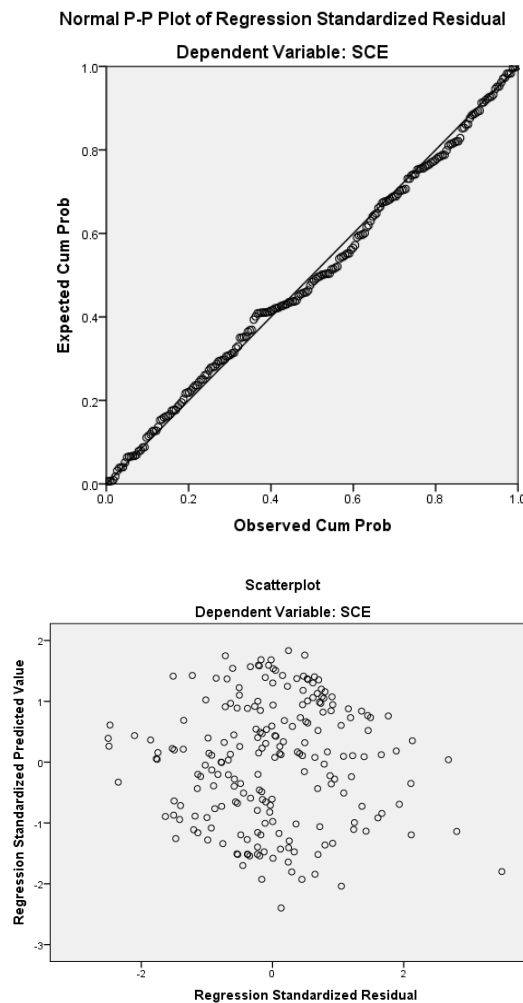 Normal P-P Plot of Regression Standardized Residual
Dependent Variable: SCE
1.0
0.8
0.6
0.4
0.2
0.0
Expected Cum Prob
0.0 0.2 0.4 0.6 0.8 1.0
Observed Cum Prob
Scatterplot
Dependent Variable: SCE
2
1
0
-1
-2
-3
Regression Standardized Predicted Value
-2 0 2
Regression Standardized Residual